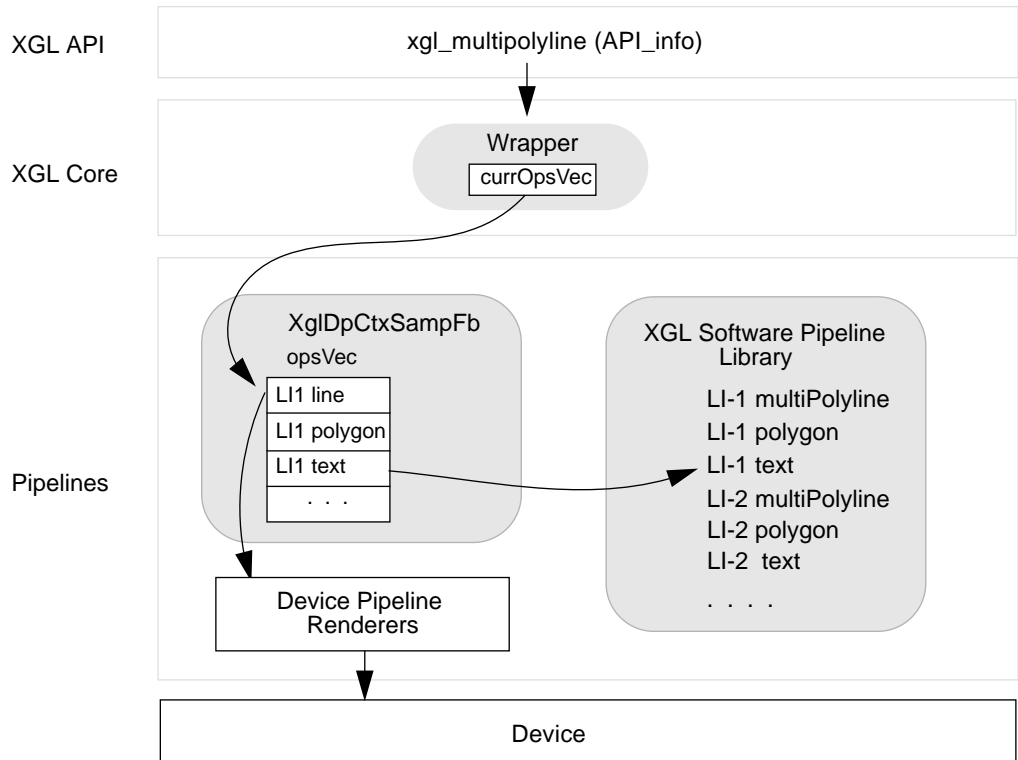 XGL API
xgl_multipolyline (API_info)
XGL Core
Wrapper
currOpsVec
Pipelines
XglDpCtxSampFb
opsVec
LI1 line
LI1 polygon
LI1 text
. . .
XGL Software Pipeline
Library
LI-1 multiPolyline
LI-1 polygon
LI-1 text
LI-2 multiPolyline
LI-2 polygon
LI-2 text
. . . .
Device Pipeline
Renderers
Device